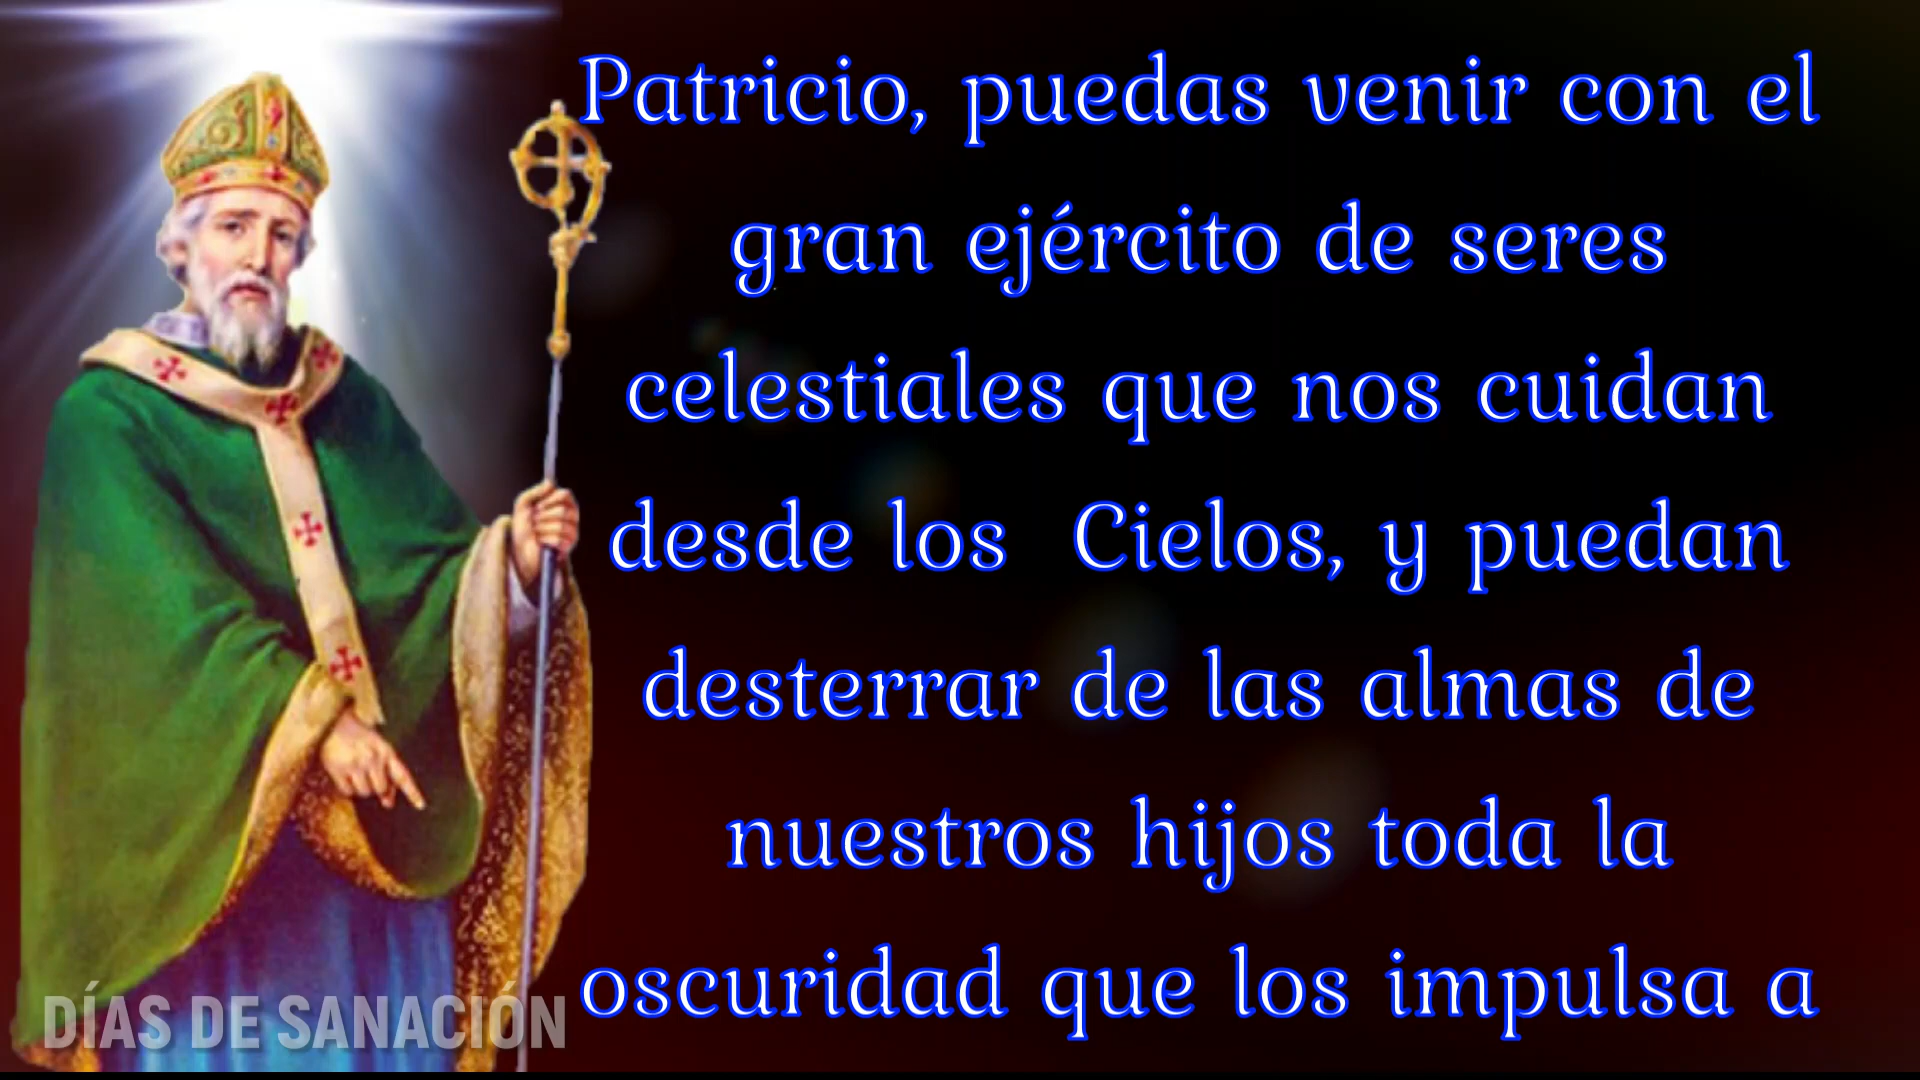 Patricio, puedas venir con el
gran ejército de seres
celestiales que nos cuidan
desde los  Cielos, y puedan
desterrar de las almas de
nuestros hijos toda la
oscuridad que los impulsa a
DÍAS DE SANACIÓN